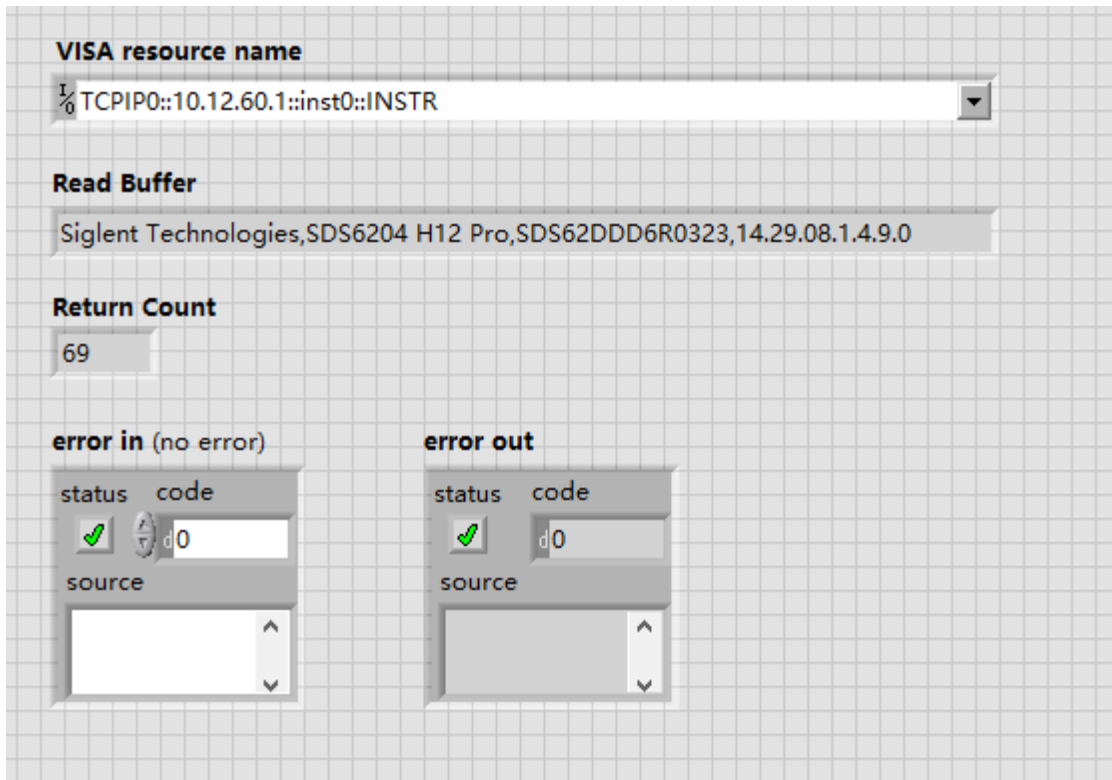 VISA resource name
I/O TCPIP0::10.12.60.1::inst0::INSTR
Read Buffer
Siglent Technologies,SDS6204 H12 Pro,SDS62DDD6R0323,14.29.08.1.4.9.0
Return Count
69
error in (no error)
error out
status code
status code
d 0
d 0
source
source